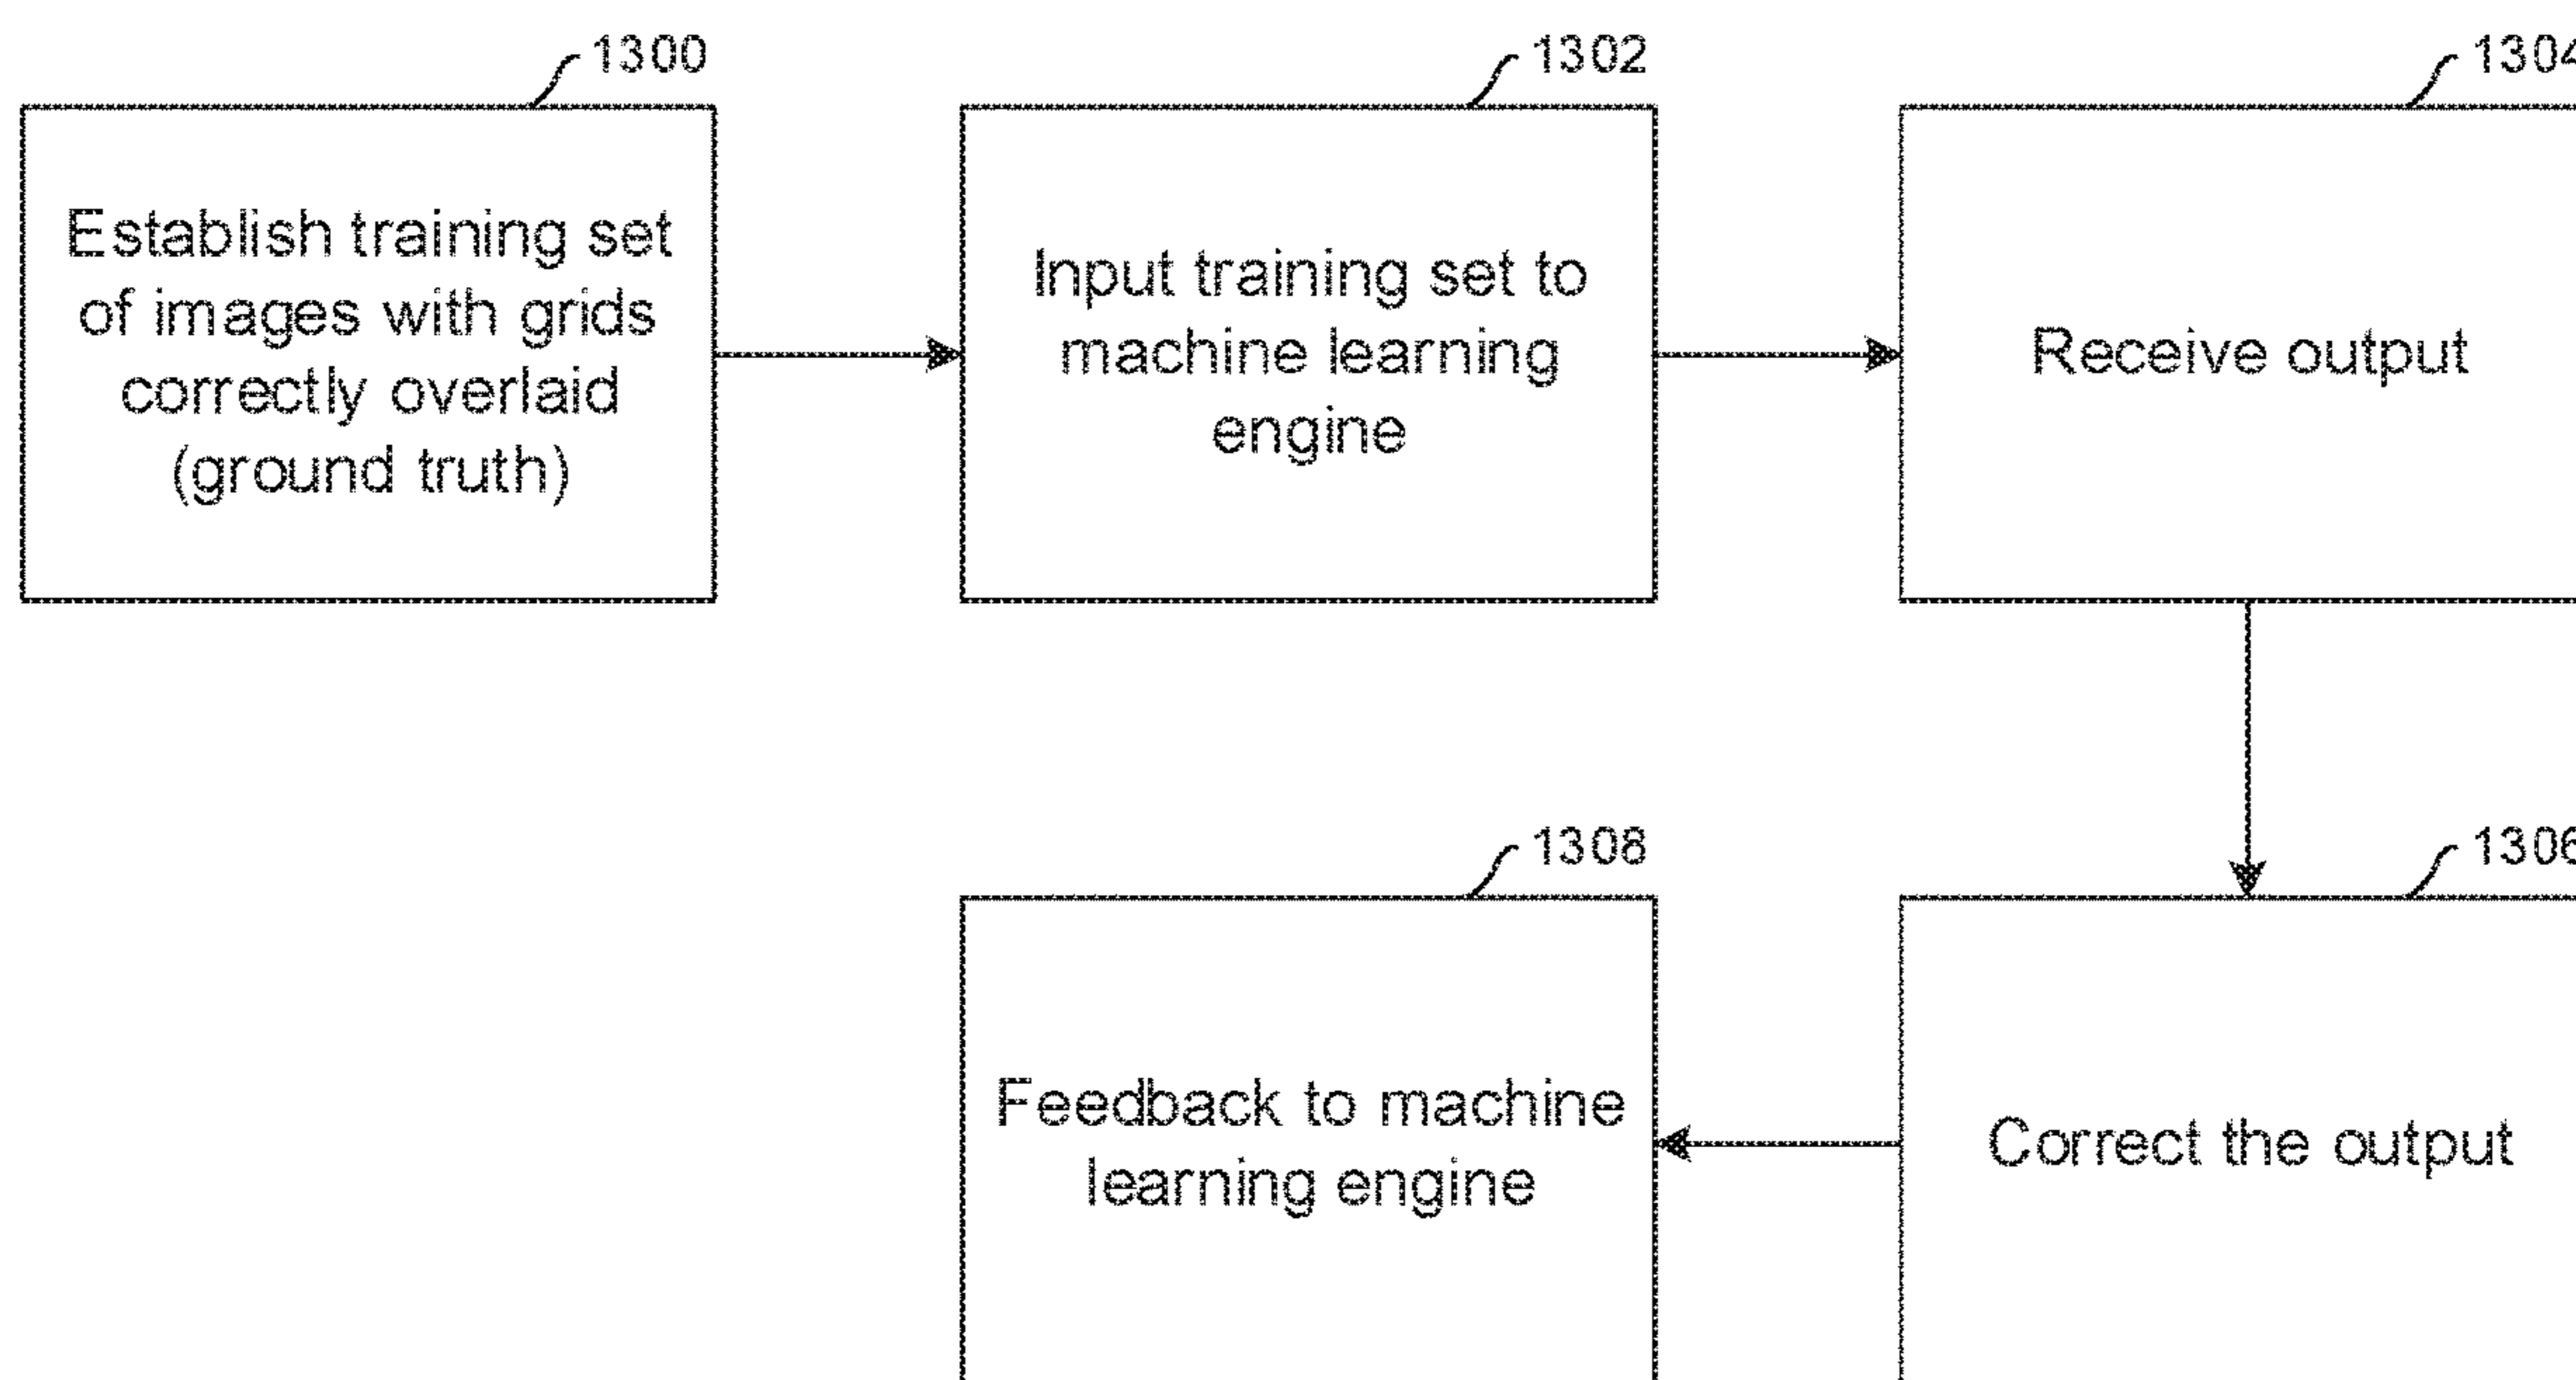 1300
Establish training set
of images with grids
correctly overlaid
(ground truth)
1302
Input training set to
machine learning
engine
1304
Receive output
1306
Correct the output
1308
Feedback to machine
learning engine